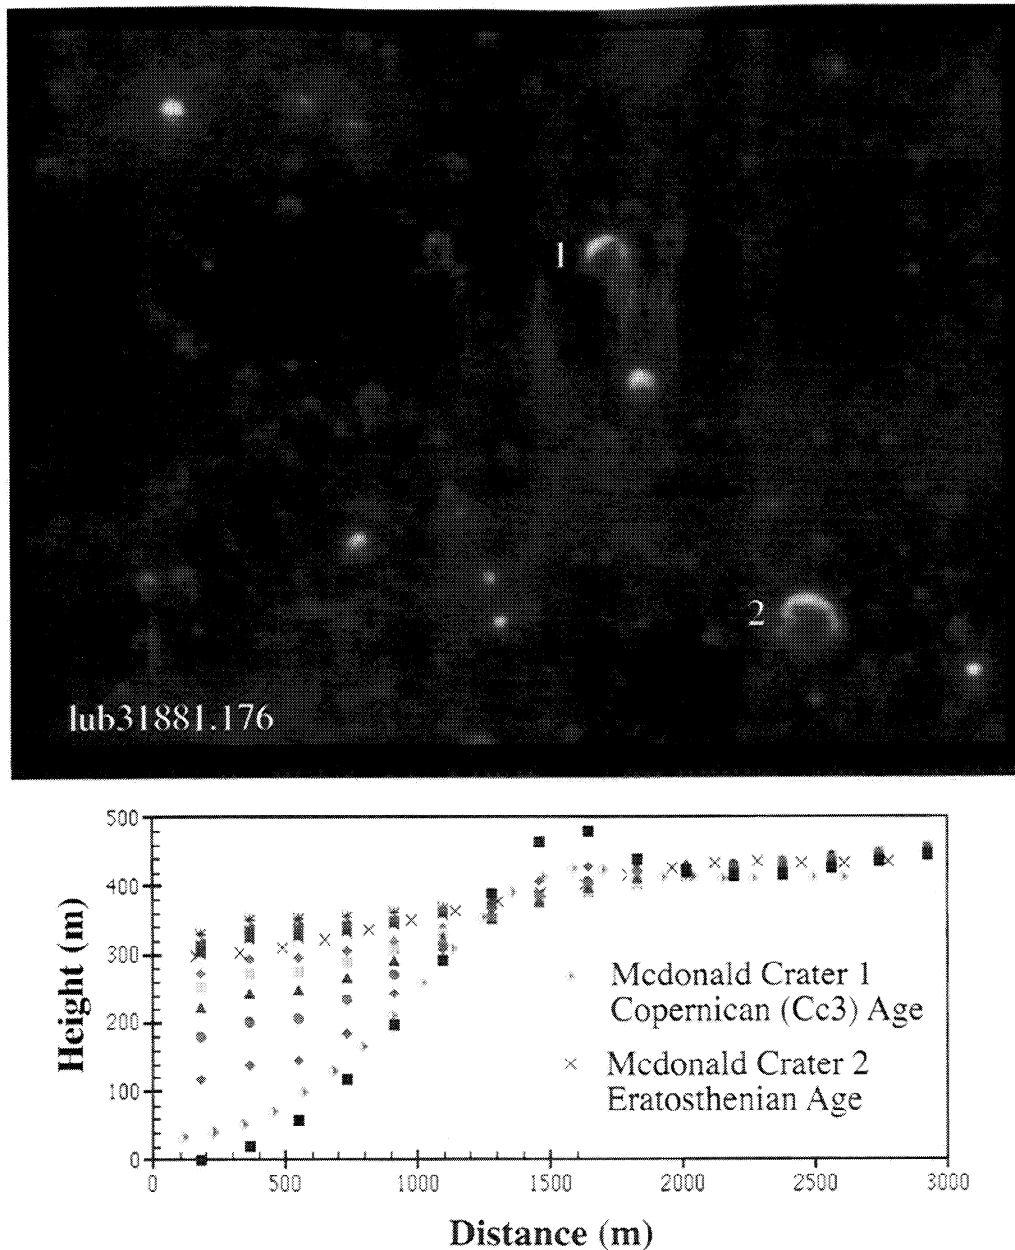 1
2
lub31881.176
500
400
300
200
100
0
Height (m)
Mcdonald Crater 1
Copernican (Cc3) Age
Mcdonald Crater 2
Eratosthenian Age
0 500 1000 1500 2000 2500 3000
Distance (m)